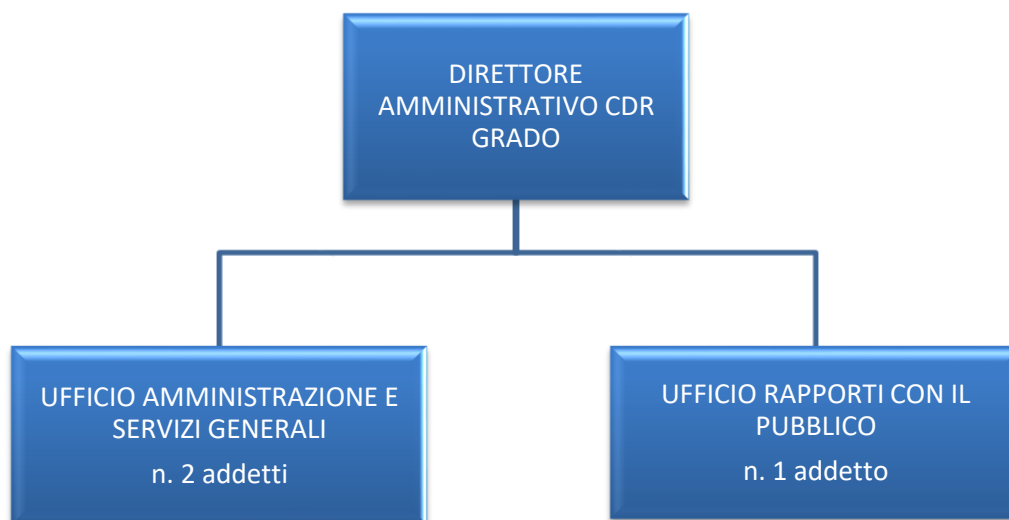 DIRETTORE
AMMINISTRATIVO CDR
GRADO
UFFICIO AMMINISTRAZIONE E
SERVIZI GENERALI
n. 2 addetti
UFFICIO RAPPORTI CON IL
PUBBLICO
n. 1 addetto